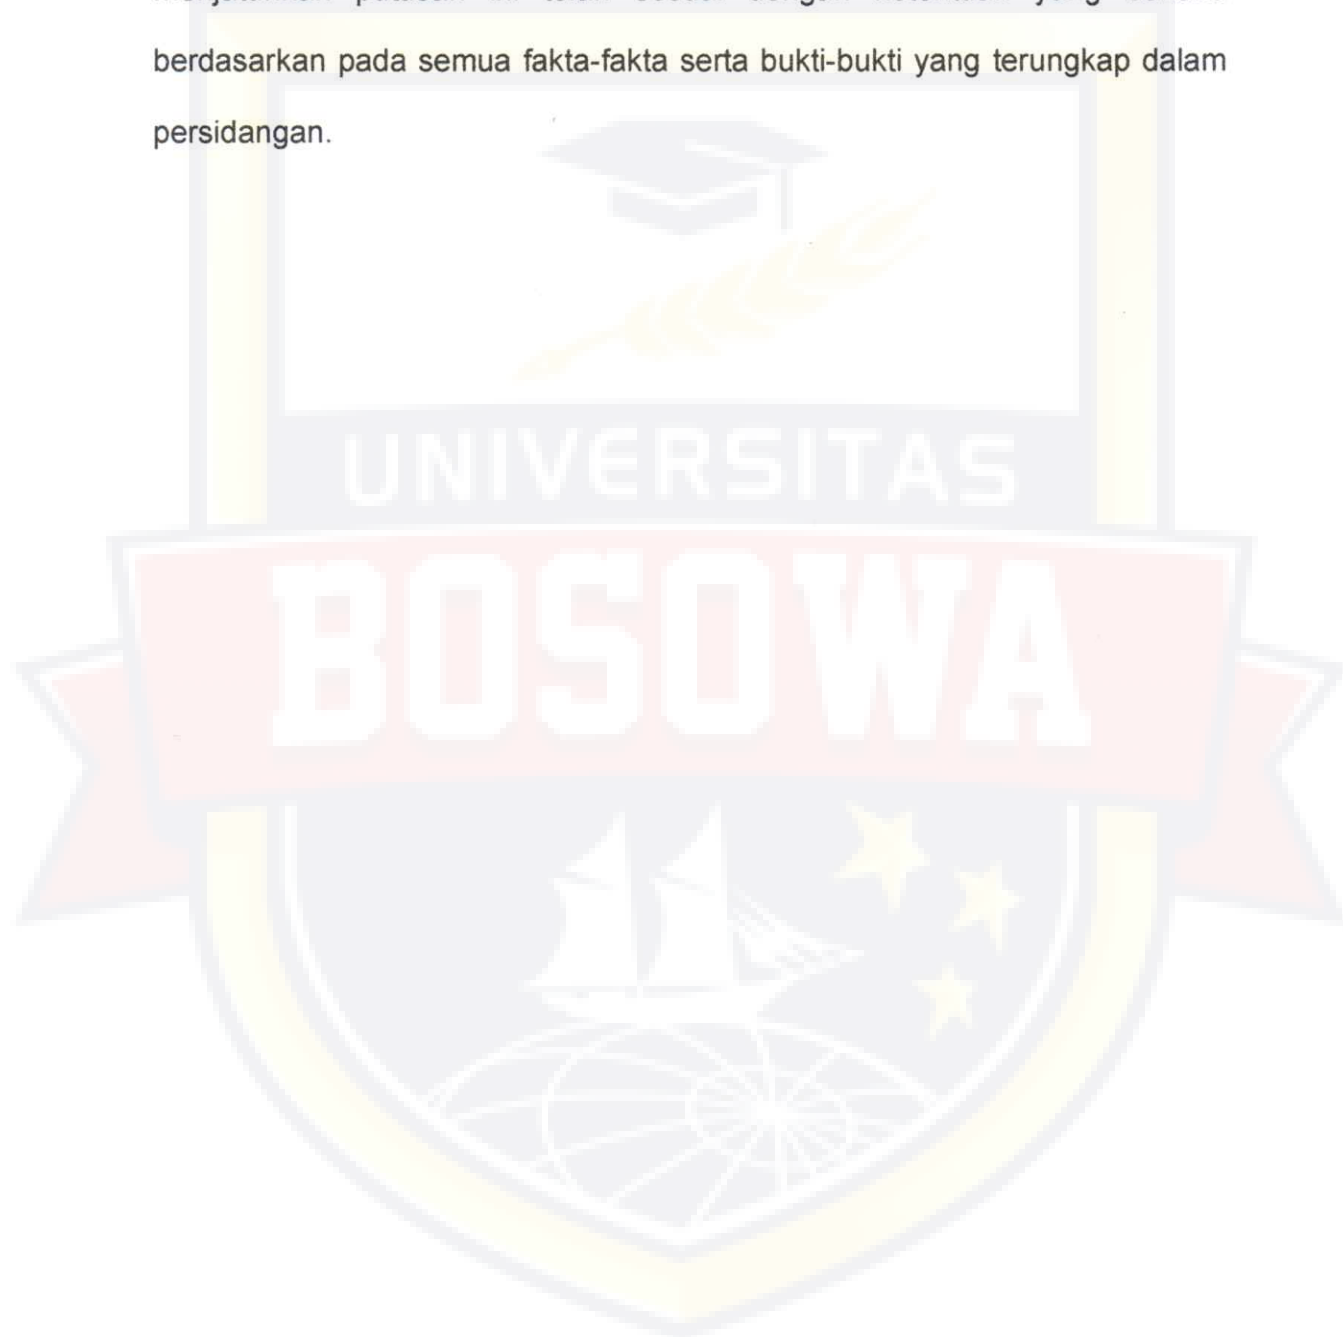 berdasarkan pada semua fakta-fakta serta bukti-bukti yang terungkap dalam
persidangan.
UNIVERSITAS
BOSOWA